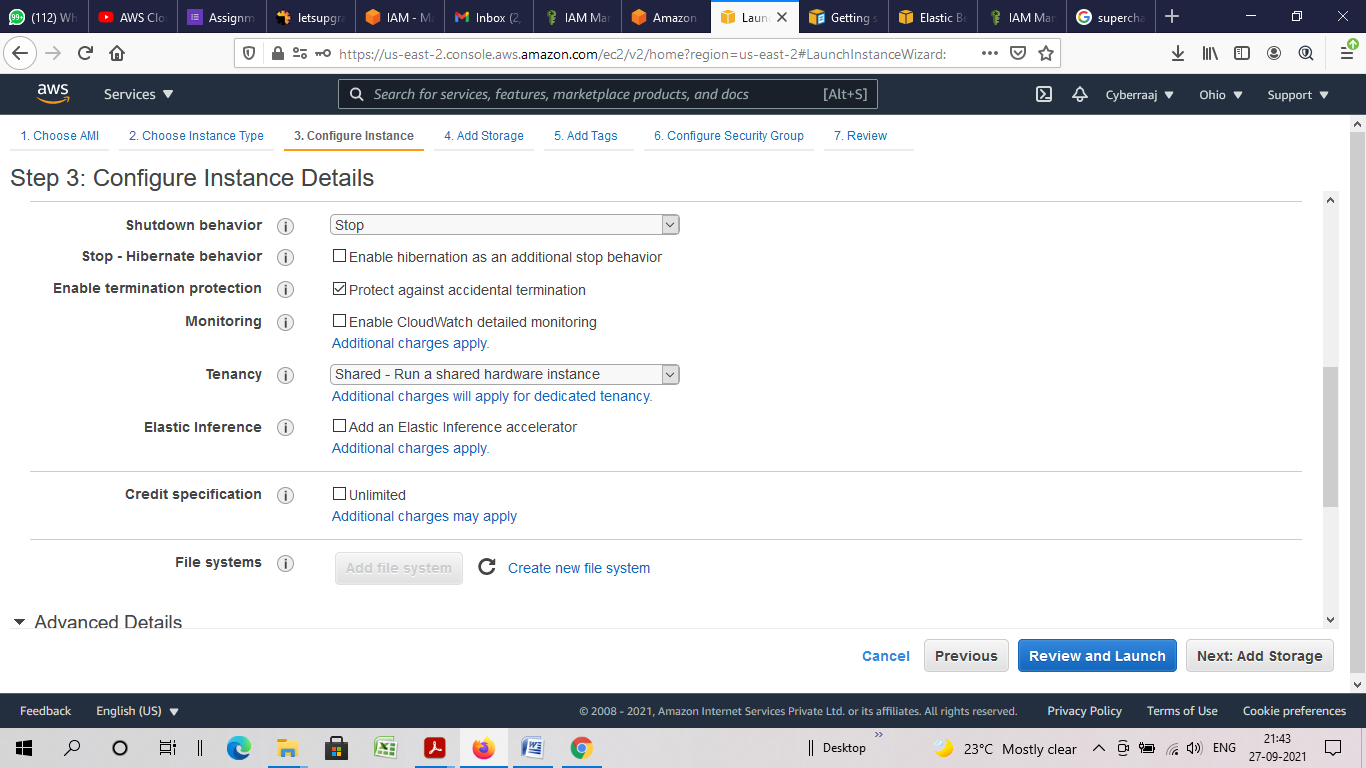 (112) Wh
AWS Clo
Assignm
letsupgra
IAM - Ma
Inbox (2,
IAM Man
Amazon
Laun
Getting s
Elastic Be
IAM Man
supercha
https://us-east-2.console.aws.amazon.com/ec2/v2/home?region=us-east-2#LaunchInstanceWizard:
aws
Services
Search for services, features, marketplace products, and docs
[Alt+S]
Cyberraaj
Ohio
Support
1. Choose AMI
2. Choose Instance Type
3. Configure Instance
4. Add Storage
5. Add Tags
6. Configure Security Group
7. Review
Step 3: Configure Instance Details
Shutdown behavior
Stop
Stop - Hibernate behavior
Enable hibernation as an additional stop behavior
Enable termination protection
Protect against accidental termination
Monitoring
Enable CloudWatch detailed monitoring
Additional charges apply.
Tenancy
Shared - Run a shared hardware instance
Additional charges will apply for dedicated tenancy.
Elastic Inference
Add an Elastic Inference accelerator
Additional charges apply.
Credit specification
Unlimited
Additional charges may apply
File systems
Add file system
Create new file system
Advanced Details
Cancel
Previous
Review and Launch
Next: Add Storage
Feedback
English (US)
© 2008 - 2021, Amazon Internet Services Private Ltd. or its affiliates. All rights reserved.
Privacy Policy
Terms of Use
Cookie preferences
Desktop
23°C Mostly clear
ENG
21:43
27-09-2021